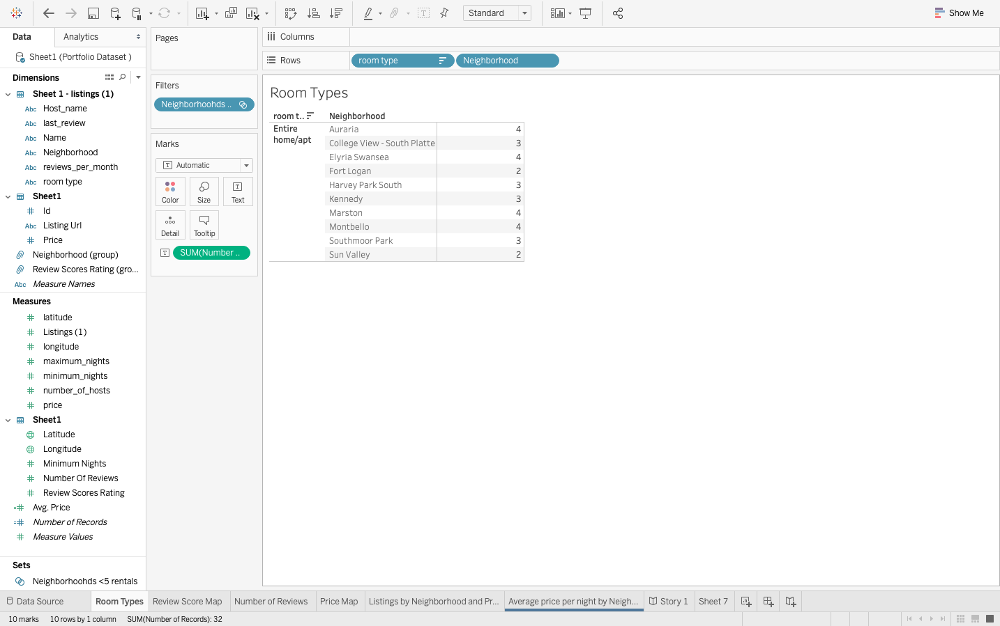 Standard
Show Me
Data
Analytics
Sheet1 (Portfolio Dataset )
Dimensions
Sheet 1 - listings (1)
Abc Host_name
Abc last_review
Abc Name
Abc Neighborhood
Abc reviews_per_month
Abc room type
Sheet1
Id
Abc Listing Url
Price
Neighborhood (group)
Review Scores Rating (gro...
Abc Measure Names
Measures
latitude
Listings (1)
longitude
maximum_nights
minimum_nights
number_of_hosts
price
Sheet1
Latitude
Longitude
Minimum Nights
Number Of Reviews
Review Scores Rating
Avg. Price
Number of Records
Measure Values
Sets
Neighborhoohds <5 rentals
Pages
Filters
Neighborhoohds ..
Marks
T Automatic
Color
Size
T Text
Detail
Tooltip
T SUM(Number ..
Columns
Rows
room type
Neighborhood
Room Types
room t.. Neighborhood
Entire home/apt
Auraria 4
College View - South Platte 3
Elyria Swansea 4
Fort Logan 2
Harvey Park South 3
Kennedy 3
Marston 4
Montbello 4
Southmoor Park 3
Sun Valley 2
Data Source
Room Types
Review Score Map
Number of Reviews
Price Map
Listings by Neighborhood and Pr...
Average price per night by Neigh...
Story 1
Sheet 7
10 marks
10 rows by 1 column
SUM(Number of Records): 32